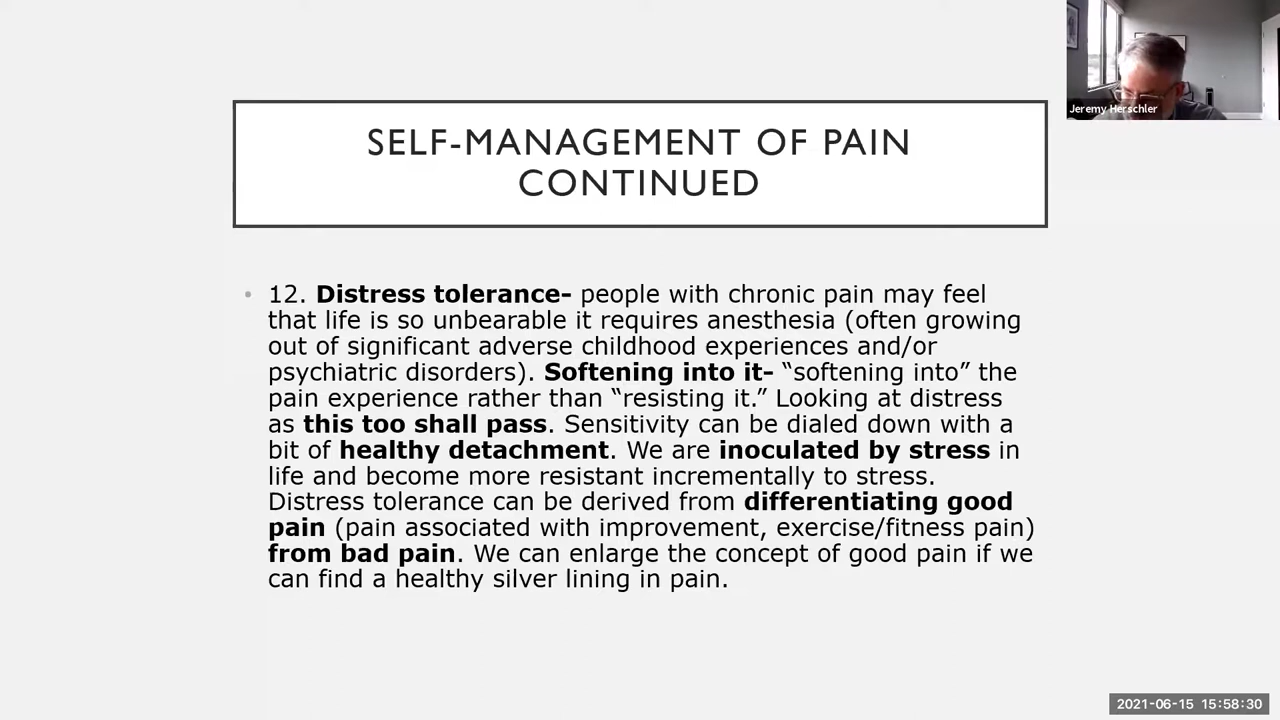 Jeremy Herschler
SELF-MANAGEMENT OF PAIN
CONTINUED
• 12. Distress tolerance- people with chronic pain may feel
that life is so unbearable it requires anesthesia (often growing
out of significant adverse childhood experiences and/or
psychiatric disorders). Softening into it- “softening into” the
pain experience rather than “resisting it.” Looking at distress
as this too shall pass. Sensitivity can be dialed down with a
bit of healthy detachment. We are inoculated by stress in
life and become more resistant incrementally to stress.
Distress tolerance can be derived from differentiating good
pain (pain associated with improvement, exercise/fitness pain)
from bad pain. We can enlarge the concept of good pain if we
can find a healthy silver lining in pain.
2021-06-15 15:58:30